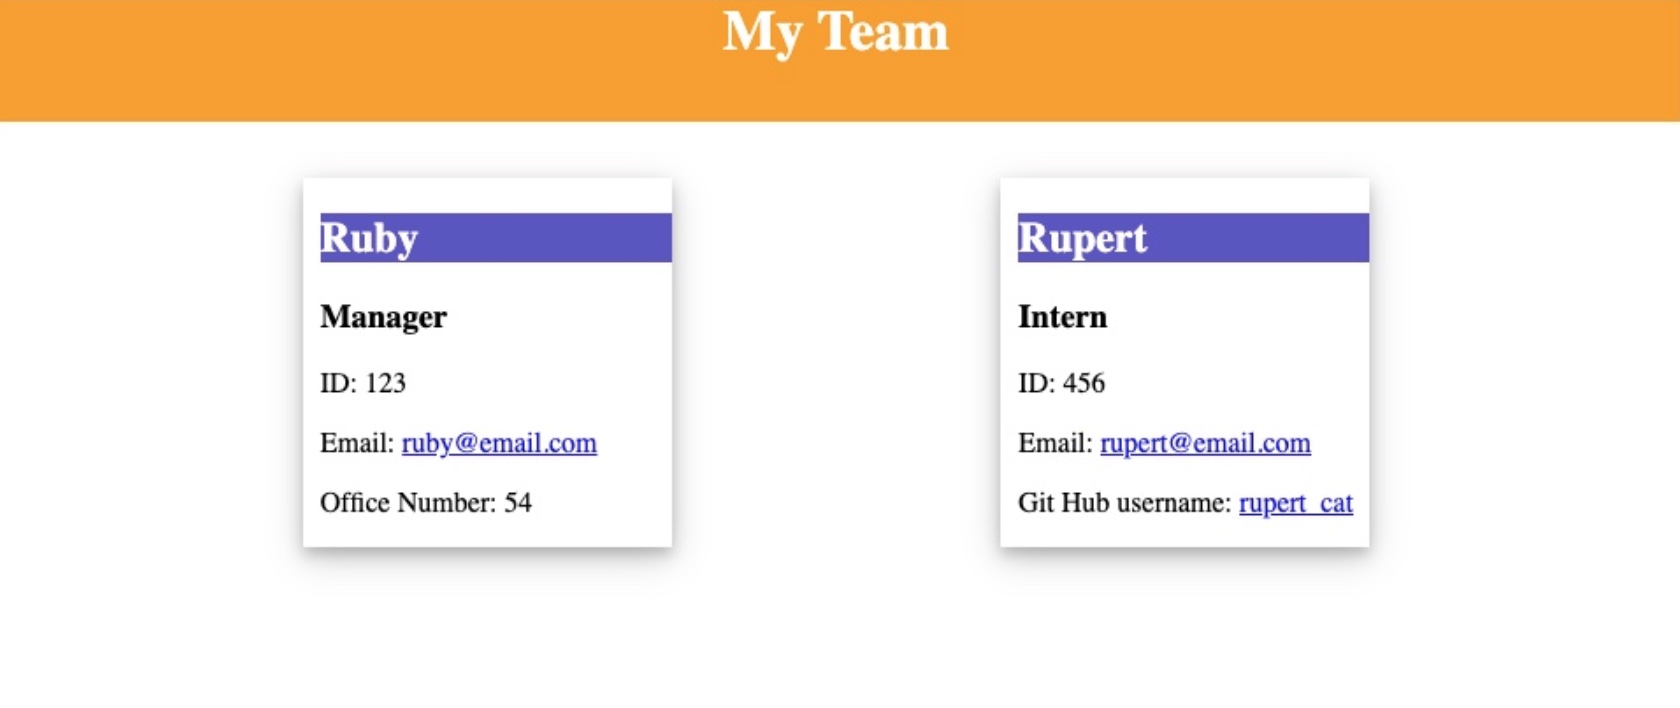 My Team
Ruby
Manager
ID: 123
Email: ruby@email.com
Office Number: 54
Rupert
Intern
ID: 456
Email: rupert@email.com
Git Hub username: rupert_cat